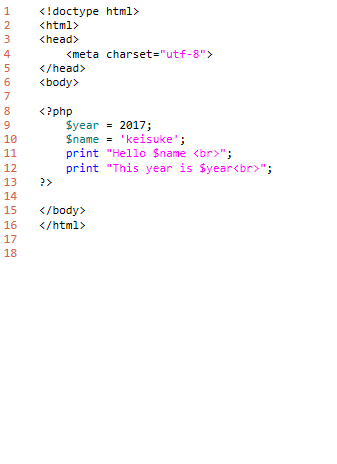 1 <!doctype html>
2 <html>
3 <head>
4 <meta charset="utf-8">
5 </head>
6 <body>
7
8 <?php
9 $year = 2017;
10 $name = 'keisuke';
11 print "Hello $name <br>";
12 print "This year is $year<br>";
13 ?>
14
15 </body>
16 </html>
17
18